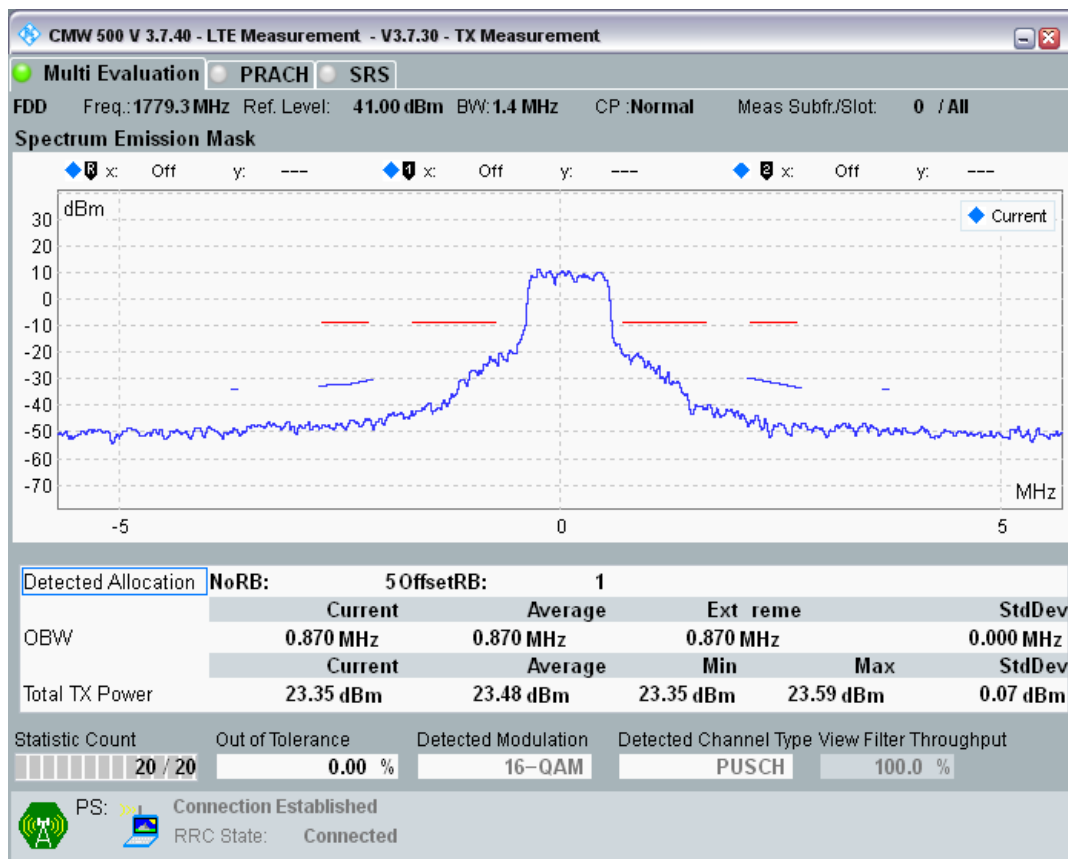 CMW 500 V 3.7.40 - LTE Measurement - V3.7.30 - TX Measurement
Multi Evaluation PRACH SRS
FDD Freq.: 1779.3 MHz Ref. Level: 41.00 dBm BW: 1.4 MHz CP :Normal Meas Subfr./Slot: 0 / All
Spectrum Emission Mask
R x: Off y: --- 1 x: Off y: --- 2 x: Off y: ---
dBm
Current
30
20
10
0
-10
-20
-30
-40
-50
-60
-70
MHz
-5 0 5
Detected Allocation NoRB: 5 OffsetRB: 1
Current Average Ext reme StdDev
OBW 0.870 MHz 0.870 MHz 0.870 MHz 0.000 MHz
Current Average Min Max StdDev
Total TX Power 23.35 dBm 23.48 dBm 23.35 dBm 23.59 dBm 0.07 dBm
Statistic Count Out of Tolerance Detected Modulation Detected Channel Type View Filter Throughput
20 / 20 0.00 % 16-QAM PUSCH 100.0 %
PS: Connection Established
RRC State: Connected